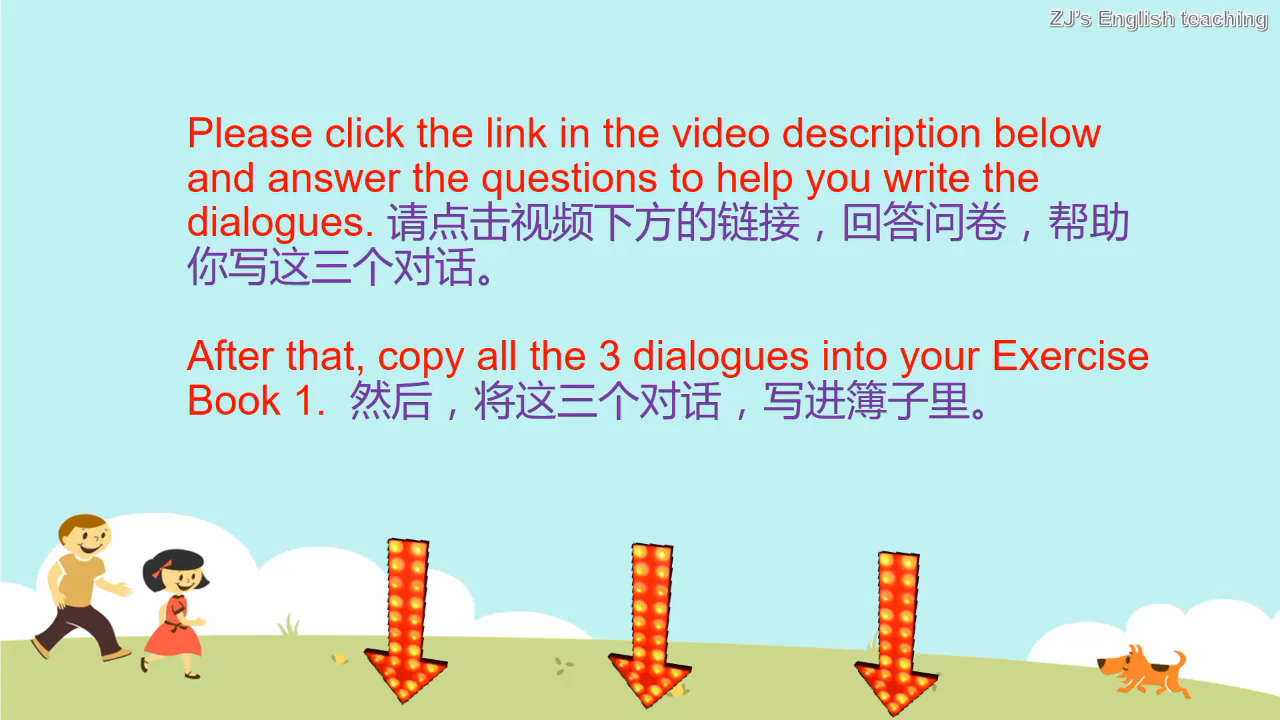 ZJ's English teaching
Please click the link in the video description below
and answer the questions to help you write the
dialogues. 请点击视频下方的链接，回答问卷，帮助
你写这三个对话。
After that, copy all the 3 dialogues into your Exercise
Book 1. 然后，将这三个对话，写进簿子里。